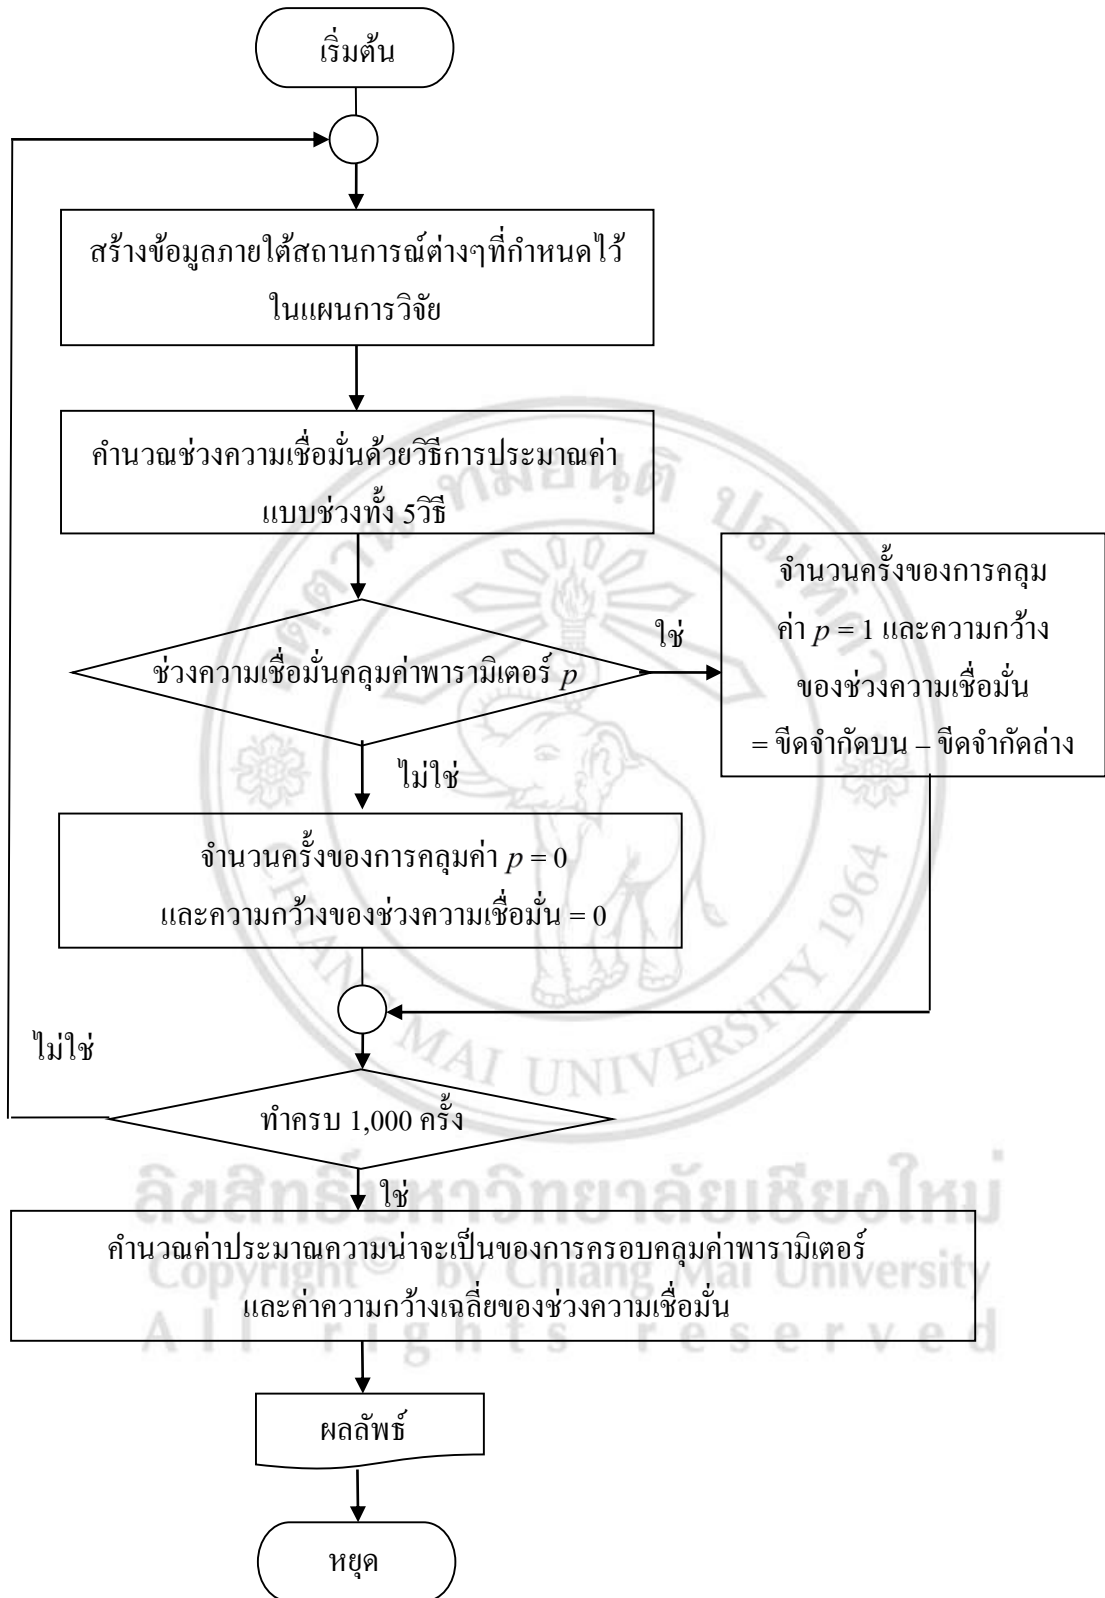 เริ่มต้น
สร้างข้อมูลภายใต้สถานการณ์ต่างๆที่กำหนดไว้
ในแผนการวิจัย
คำนวณช่วงความเชื่อมั่นด้วยวิธีการประมาณค่า
แบบช่วงทั้ง 5วิธี
ช่วงความเชื่อมั่นคลุมค่าพารามิเตอร์ p
ใช่
จำนวนครั้งของการคลุม
ค่า p = 1 และความกว้าง
ของช่วงความเชื่อมั่น
= ขีดจำกัดบน – ขีดจำกัดล่าง
ไม่ใช่
จำนวนครั้งของการคลุมค่า p = 0
และความกว้างของช่วงความเชื่อมั่น = 0
ไม่ใช่
ทำครบ 1,000 ครั้ง
ใช่
คำนวณค่าประมาณความน่าจะเป็นของการครอบคลุมค่าพารามิเตอร์
และค่าความกว้างเฉลี่ยของช่วงความเชื่อมั่น
ผลลัพธ์
หยุด
CHIANG MAI UNIVERSITY 1964
ลิขสิทธิ์มหาวิทยาลัยเชียงใหม่
Copyright© by Chiang Mai University
All rights reserved